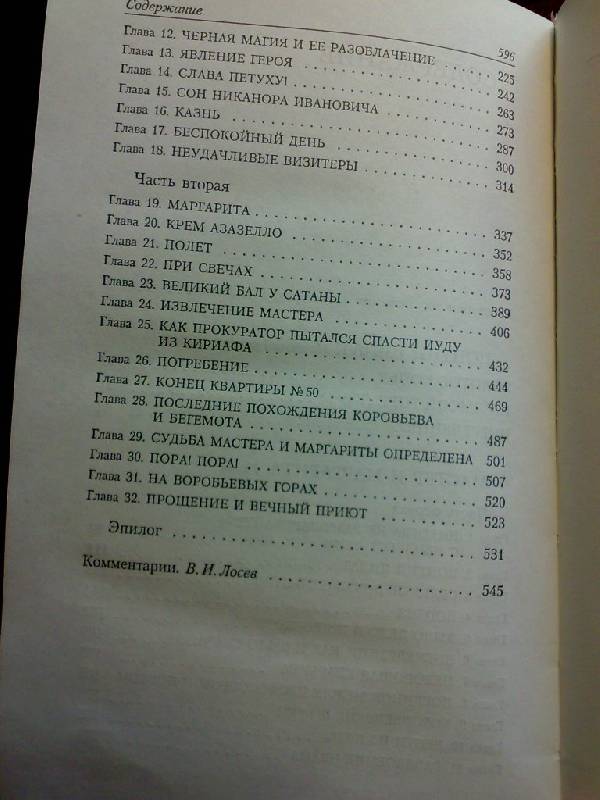 Содержание 596
Глава 12. ЧЕРНАЯ МАГИЯ И ЕЕ РАЗОБЛАЧЕНИЕ . 225
Глава 13. ЯВЛЕНИЕ ГЕРОЯ . . . . . . . . . . . . 242
Глава 14. СЛАВА ПЕТУХУ! . . . . . . . . . . . . 263
Глава 15. СОН НИКАНОРА ИВАНОВИЧА . . . . . . . 273
Глава 16. КАЗНЬ . . . . . . . . . . . . . . . . 287
Глава 17. БЕСПОКОЙНЫЙ ДЕНЬ . . . . . . . . . . 300
Глава 18. НЕУДАЧЛИВЫЕ ВИЗИТЕРЫ . . . . . . . . 314
Часть вторая
Глава 19. МАРГАРИТА . . . . . . . . . . . . . . 337
Глава 20. КРЕМ АЗАЗЕЛЛО . . . . . . . . . . . . 352
Глава 21. ПОЛЕТ . . . . . . . . . . . . . . . . 358
Глава 22. ПРИ СВЕЧАХ . . . . . . . . . . . . . 373
Глава 23. ВЕЛИКИЙ БАЛ У САТАНЫ . . . . . . . . 389
Глава 24. ИЗВЛЕЧЕНИЕ МАСТЕРА . . . . . . . . . 406
Глава 25. КАК ПРОКУРАТОР ПЫТАЛСЯ СПАСТИ ИУДУ
ИЗ КИРИАФА . . . . . . . . . . . . . . 432
Глава 26. ПОГРЕБЕНИЕ . . . . . . . . . . . . . 444
Глава 27. КОНЕЦ КВАРТИРЫ № 50 . . . . . . . . . 469
Глава 28. ПОСЛЕДНИЕ ПОХОЖДЕНИЯ КОРОВЬЕВА
И БЕГЕМОТА . . . . . . . . . . . . . . 487
Глава 29. СУДЬБА МАСТЕРА И МАРГАРИТЫ ОПРЕДЕЛЕНА 501
Глава 30. ПОРА! ПОРА! . . . . . . . . . . . . . 507
Глава 31. НА ВОРОБЬЕВЫХ ГОРАХ . . . . . . . . . 520
Глава 32. ПРОЩЕНИЕ И ВЕЧНЫЙ ПРИЮТ . . . . . . . 523
Эпилог . . . . . . . . . . . . . . . . . . . . 531
Комментарии. В. И. Лосев . . . . . . . . . . . 545